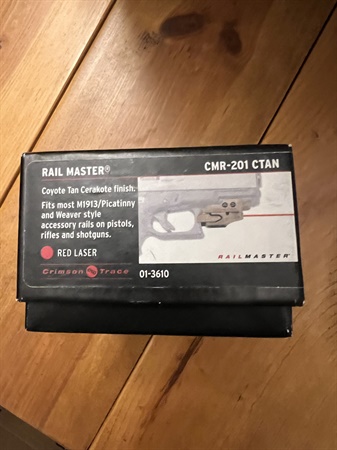 RAIL MASTER® CMR-201 CTAN
Coyote Tan Cerakote finish.
Fits most M1913/Picatinny
and Weaver style
accessory rails on pistols,
rifles and shotguns.
RED LASER
RAILMASTER™
Crimson Trace 01-3610